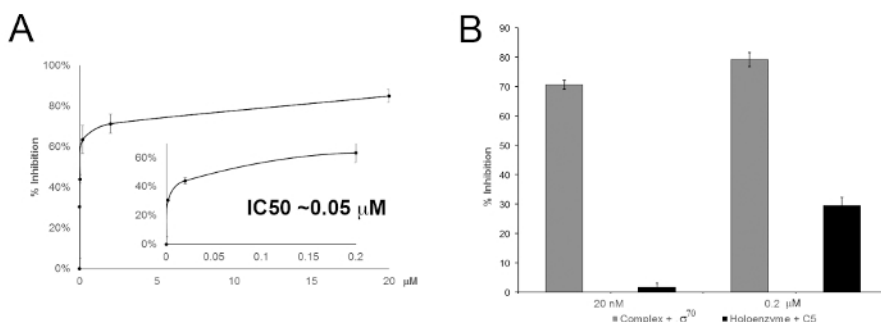 A
100%
80%
60%
40%
20%
0%
% Inhibition
60%
40%
20%
0%
IC50 ~0.05 μM
0 0.05 0.1 0.15 0.2
0 5 10 15 20 μM
B
90
80
70
60
50
40
30
20
10
0
% Inhibition
20 nM 0.2 μM
Complex + σ70 Holoenzyme + C5